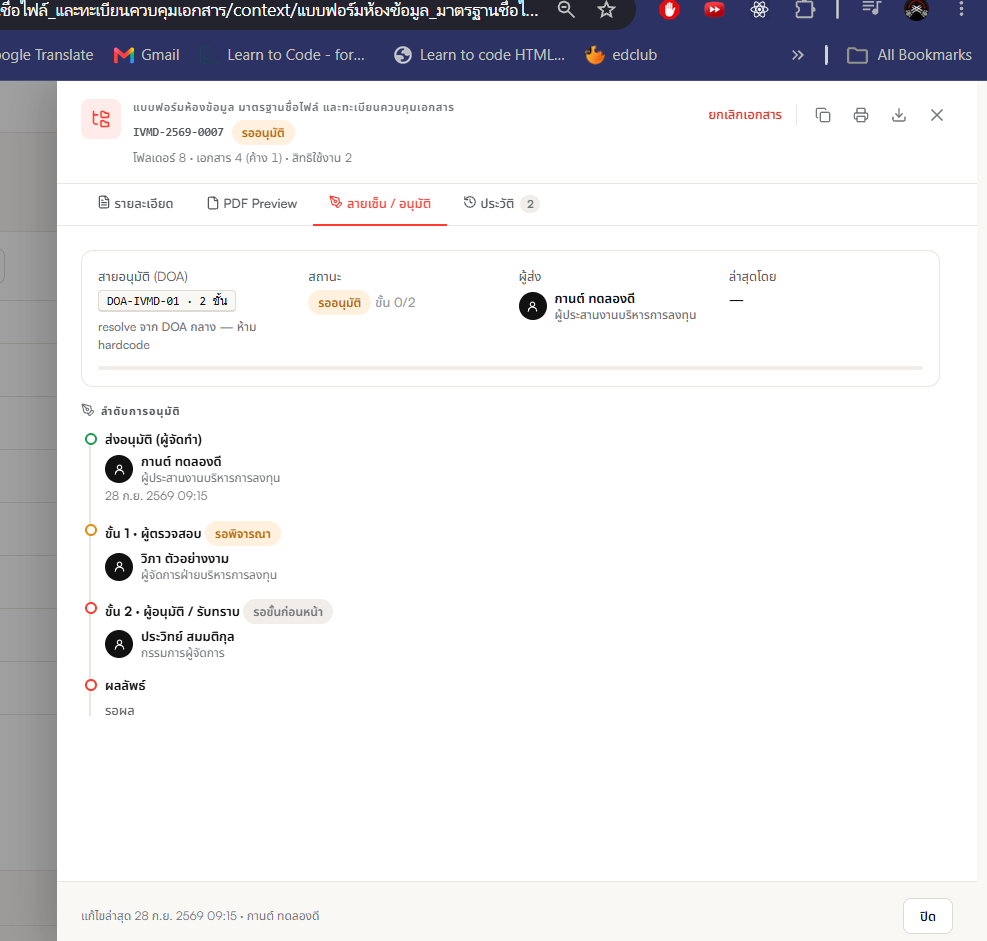 ชื่อไฟล์_และทะเบียนควบคุมเอกสาร/context/แบบฟอร์มห้องข้อมูล_มาตรฐานชื่อไ...
ogle Translate
Gmail
Learn to Code - for...
Learn to code HTML...
edclub
All Bookmarks
แบบฟอร์มห้องข้อมูล มาตรฐานชื่อไฟล์ และทะเบียนควบคุมเอกสาร
IVMD-2569-0007 รออนุมัติ
โฟลเดอร์ 8 • เอกสาร 4 (ค้าง 1) • สิทธิใช้งาน 2
ยกเลิกเอกสาร
รายละเอียด
PDF Preview
ลายเซ็น / อนุมัติ
ประวัติ 2
สายอนุมัติ (DOA)
DOA-IVMD-01 · 2 ขั้น
resolve จาก DOA กลาง — ห้าม
hardcode
สถานะ
รออนุมัติ ขั้น 0/2
ผู้ส่ง
กานต์ ทดลองดี
ผู้ประสานงานบริหารการลงทุน
ล่าสุดโดย
—
ลำดับการอนุมัติ
ส่งอนุมัติ (ผู้จัดทำ)
กานต์ ทดลองดี
ผู้ประสานงานบริหารการลงทุน
28 ก.ย. 2569 09:15
ขั้น 1 • ผู้ตรวจสอบ รอพิจารณา
วิภา ตัวอย่างงาม
ผู้จัดการฝ่ายบริหารการลงทุน
ขั้น 2 • ผู้อนุมัติ / รับทราบ รอขั้นก่อนหน้า
ประวิทย์ สมมติกุล
กรรมการผู้จัดการ
ผลลัพธ์
รอผล
แก้ไขล่าสุด 28 ก.ย. 2569 09:15 • กานต์ ทดลองดี
ปิด